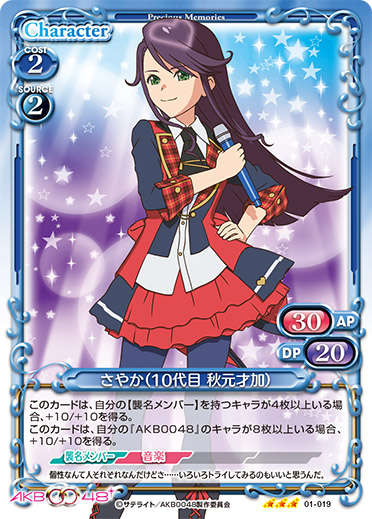 Precious Memories
Character
COST
2
SOURCE
2
30 AP
DP 20
さやか(10代目 秋元才加)
このカードは、自分の【襲名メンバー】を持つキャラが4枚以上いる場
合、+10/+10を得る。
このカードは、自分の『AKB0048』のキャラが8枚以上いる場合、
+10/+10を得る。
襲名メンバー 音楽
個性なんて人それぞれなんだけどさ……いろいろトライしてみるのもいいと思うんだ。
AKB0048
©サテライト/AKB0048製作委員会
01-019